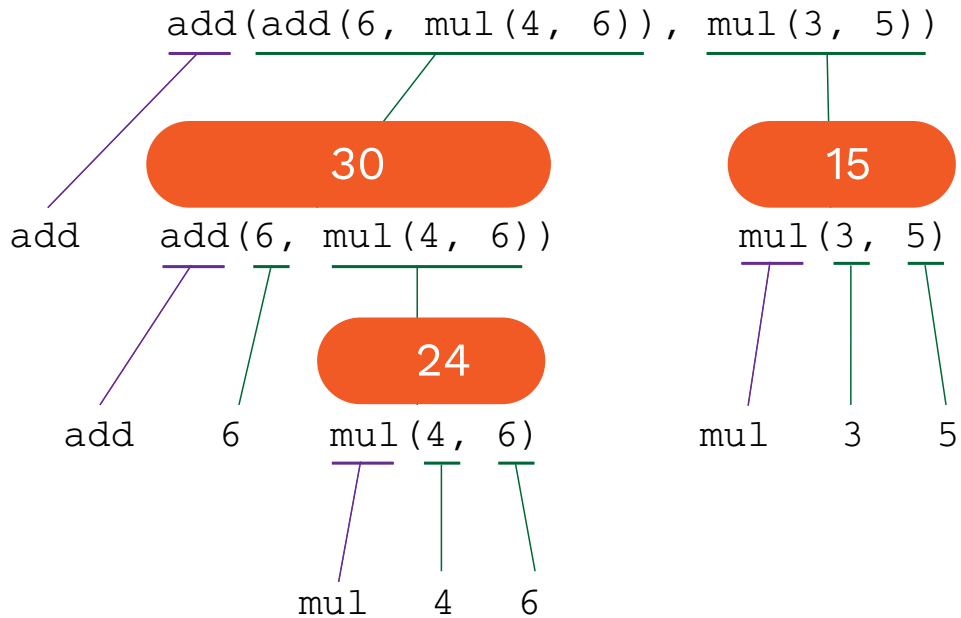 add(add(6, mul(4, 6)), mul(3, 5))
30
15
add
add(6, mul(4, 6))
mul(3, 5)
24
add
6
mul(4, 6)
mul
3
5
mul
4
6